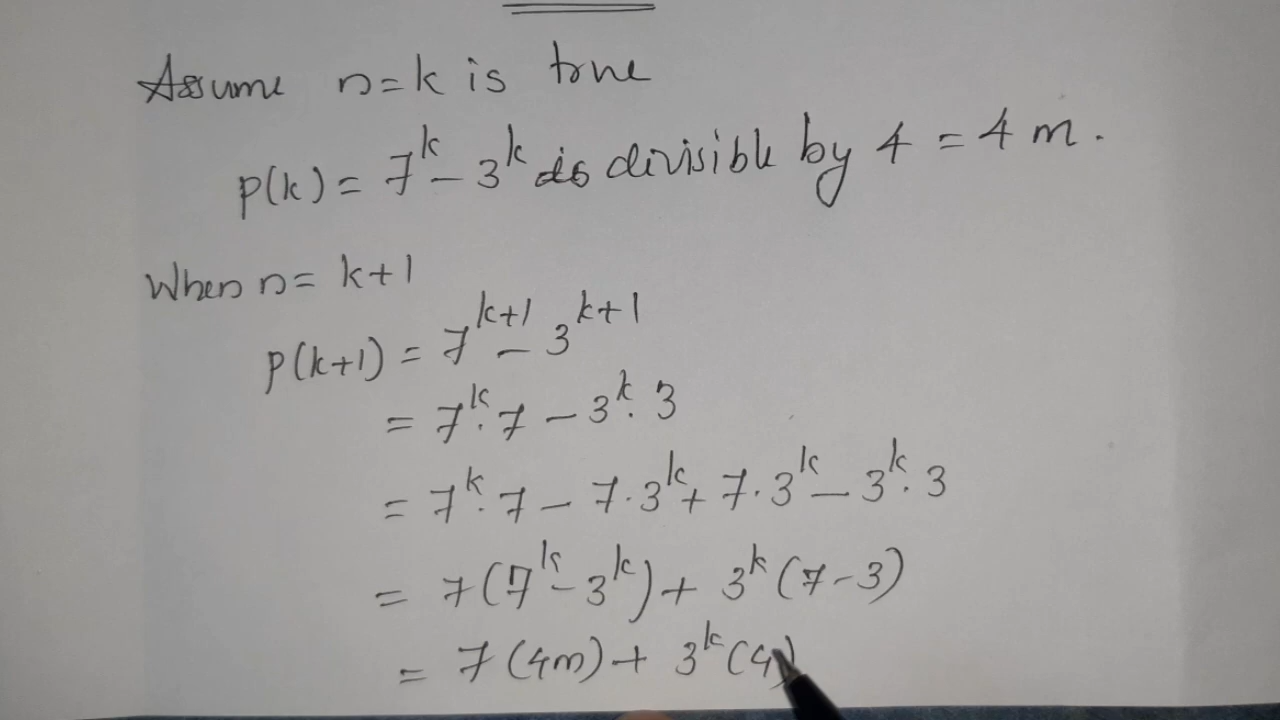 Assume n=k is true
p(k) = 7^k - 3^k is divisible by 4 = 4m.
When n = k+1
p(k+1) = 7^{k+1} - 3^{k+1}
= 7^k . 7 - 3^k . 3
= 7^k . 7 - 7 . 3^k + 7 . 3^k - 3^k . 3
= 7(7^k - 3^k) + 3^k (7-3)
= 7(4m) + 3^k (4)